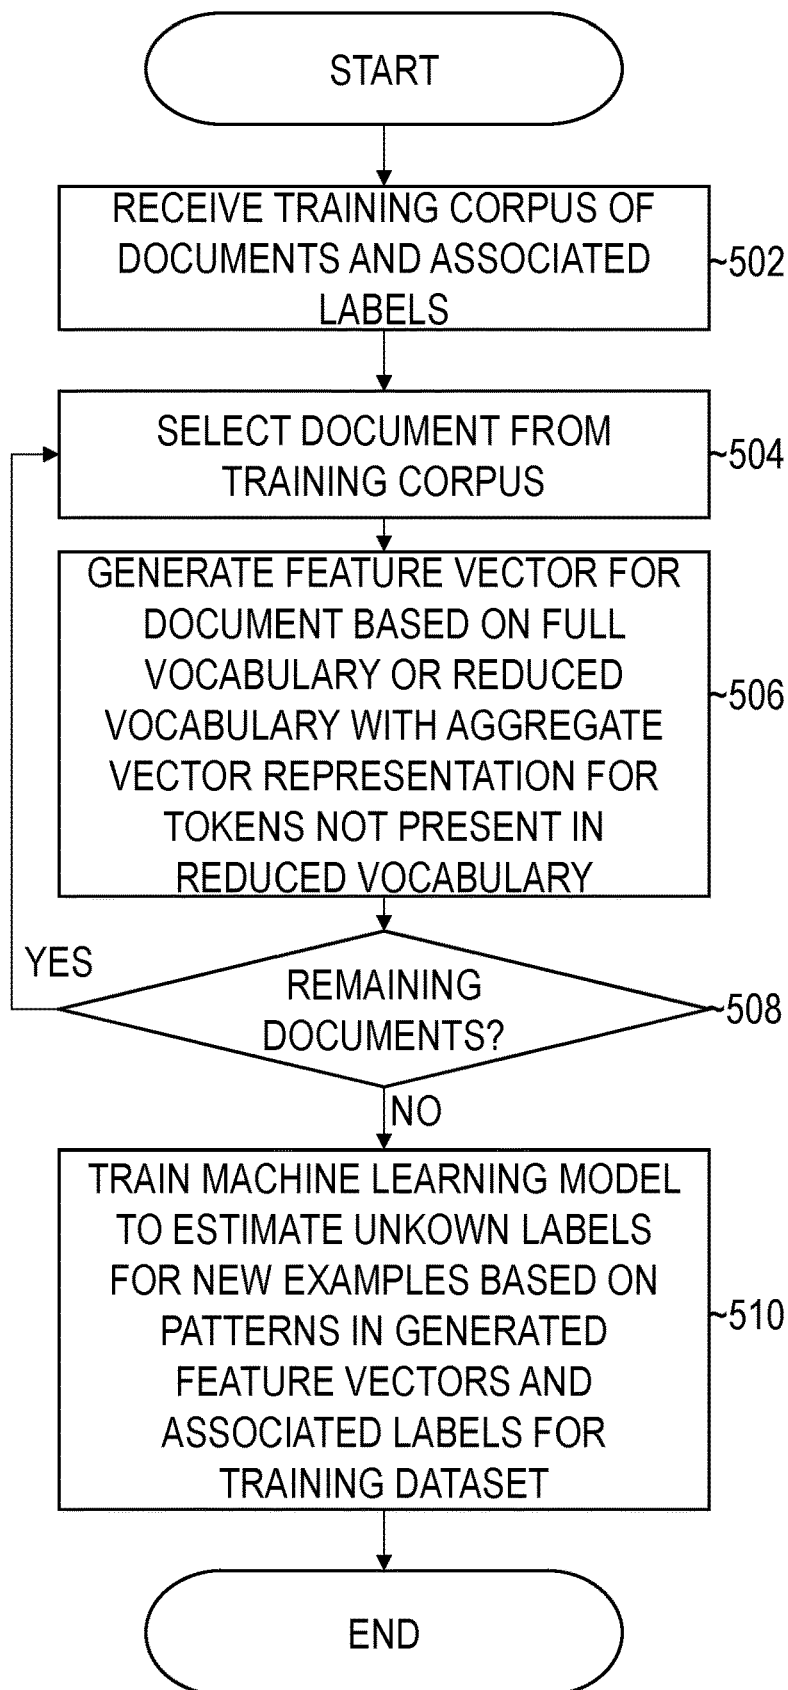 START
RECEIVE TRAINING CORPUS OF
DOCUMENTS AND ASSOCIATED
LABELS
~502
SELECT DOCUMENT FROM
TRAINING CORPUS
~504
GENERATE FEATURE VECTOR FOR
DOCUMENT BASED ON FULL
VOCABULARY OR REDUCED
VOCABULARY WITH AGGREGATE
VECTOR REPRESENTATION FOR
TOKENS NOT PRESENT IN
REDUCED VOCABULARY
~506
YES
REMAINING
DOCUMENTS?
~508
NO
TRAIN MACHINE LEARNING MODEL
TO ESTIMATE UNKOWN LABELS
FOR NEW EXAMPLES BASED ON
PATTERNS IN GENERATED
FEATURE VECTORS AND
ASSOCIATED LABELS FOR
TRAINING DATASET
~510
END